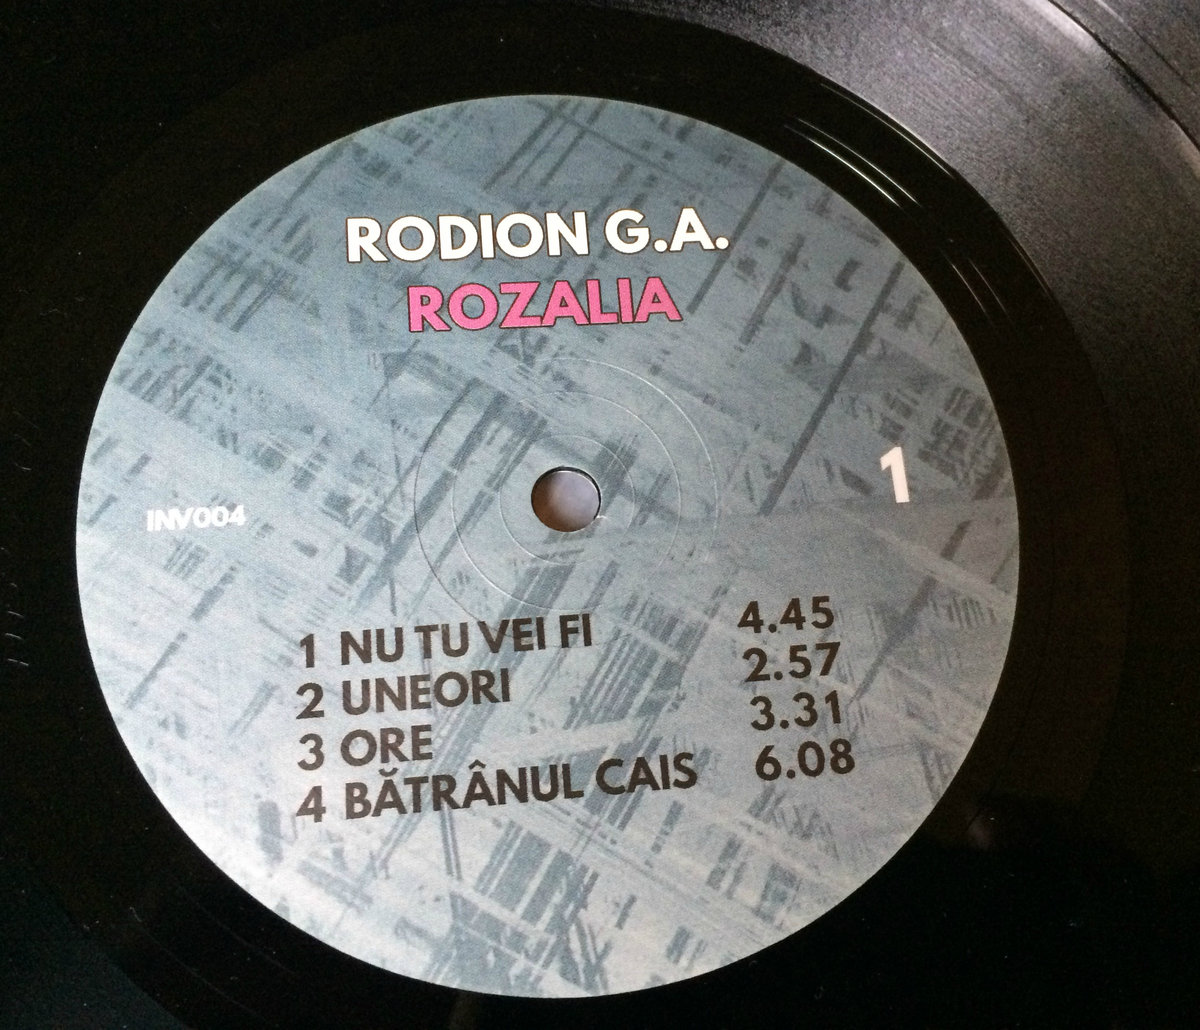 RODION G.A.
ROZALIA
1
INV004
1 NU TU VEI FI 4.45
2 UNEORI 2.57
3 ORE 3.31
4 BĂTRÂNUL CAIS 6.08